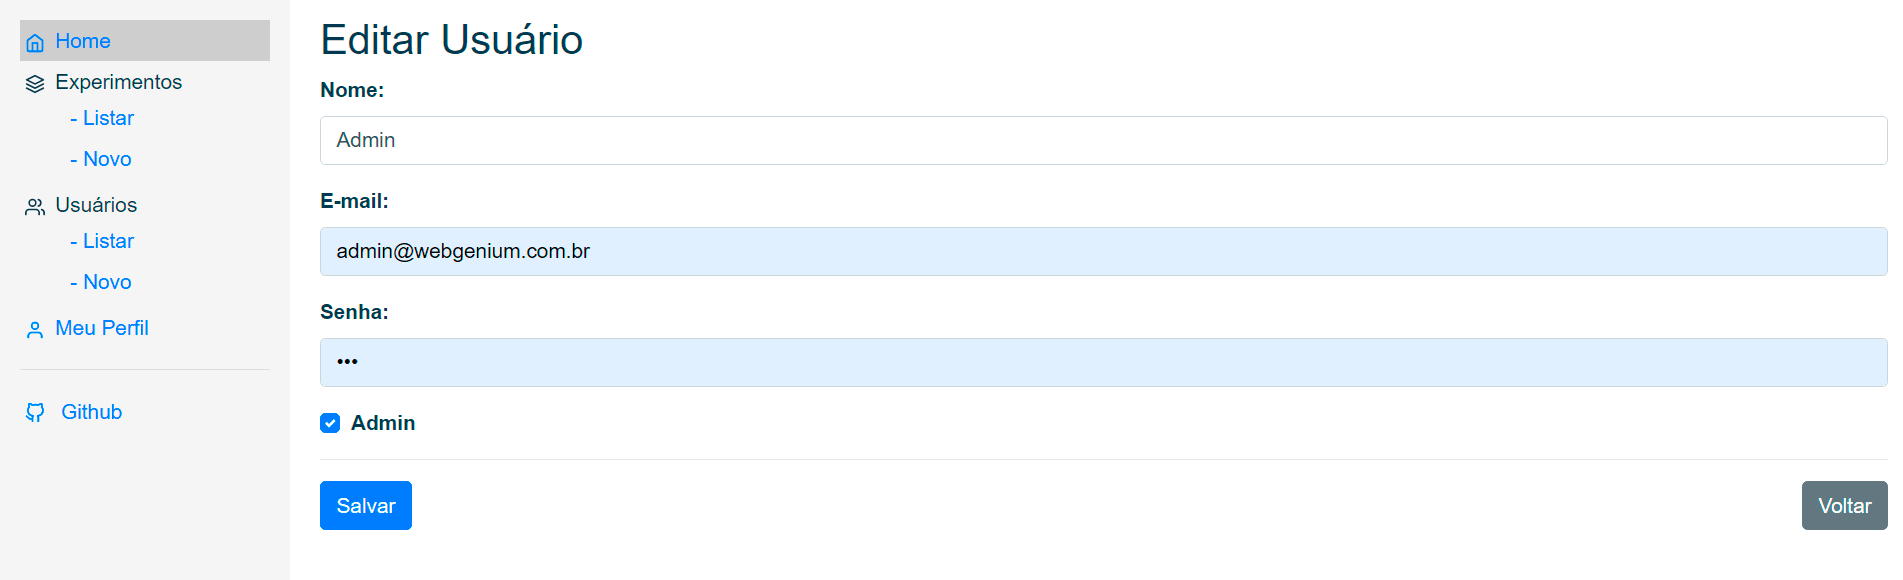 Home
Experimentos
- Listar
- Novo
Usuários
- Listar
- Novo
Meu Perfil
Github
Editar Usuário
Nome:
Admin
E-mail:
admin@webgenium.com.br
Senha:
•••
Admin
Salvar
Voltar